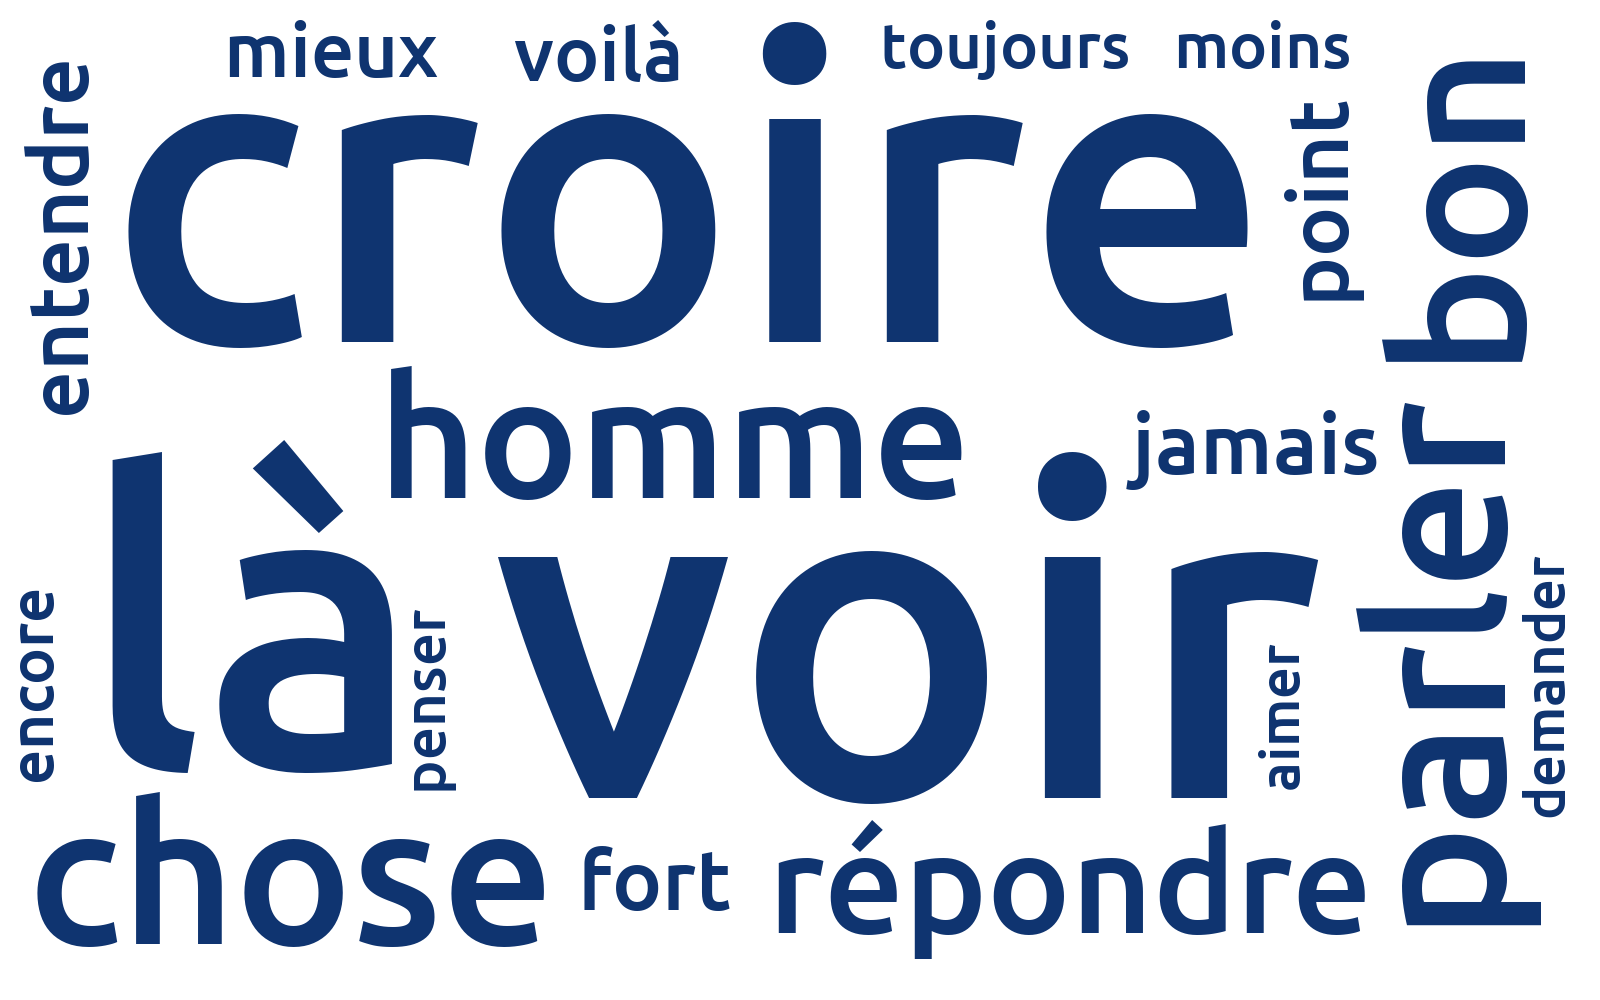 mieux
voilà
toujours
moins
entendre
croire
point
bon
homme
jamais
là
voir
parler
encore
penser
aimer
demander
chose
fort
répondre